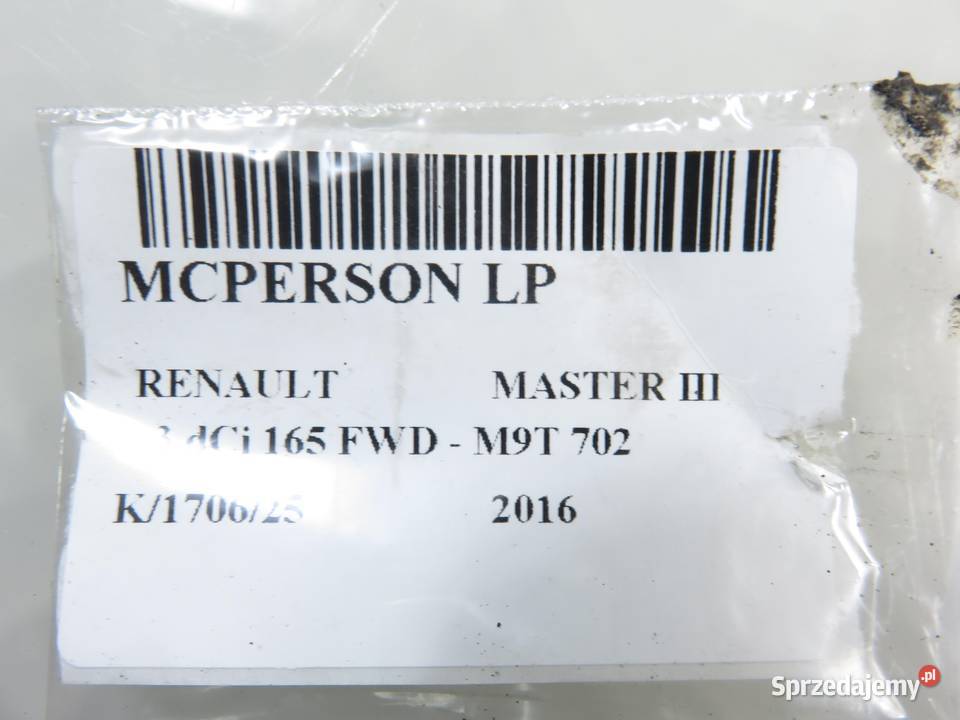 MCPERSON LP
RENAULT MASTER III
dCi 165 FWD - M9T 702
K/1706/25 2016
Sprzedajemy.pl